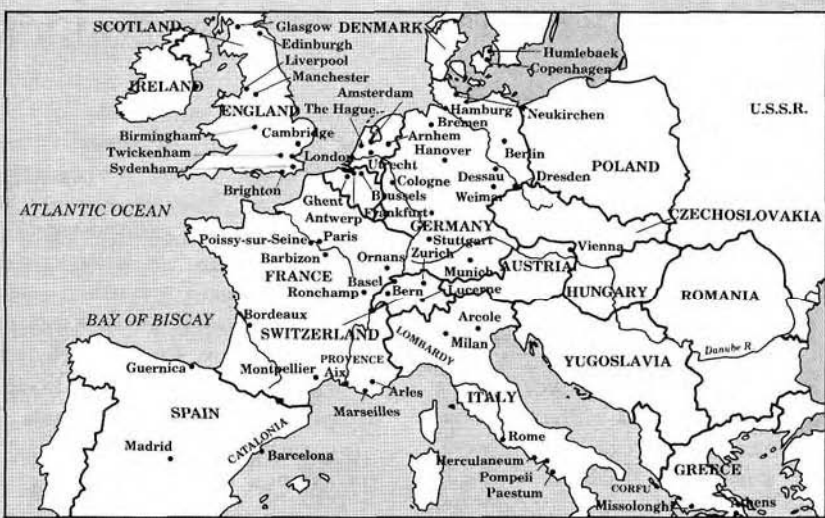 SCOTLAND
Glasgow
DENMARK
Edinburgh
Humlebaek
Liverpool
Copenhagen
Manchester
IRELAND
Amsterdam
ENGLAND
The Hague
Hamburg
Neukirchen
U.S.S.R.
Bremen
Birmingham
Cambridge
Arnhem
Hanover
Berlin
Twickenham
London
Utrecht
POLAND
Sydenham
Cologne
Dessau
Dresden
Brighton
Brussels
Weimar
Ghent
ATLANTIC OCEAN
Antwerp
Frankfurt
CZECHOSLOVAKIA
GERMANY
Poissy-sur-Seine
Paris
Stuttgart
Vienna
Barbizon
Ornans
Zurich
FRANCE
Munich
AUSTRIA
Basel
Ronchamp
Bern
Lucerne
HUNGARY
ROMANIA
Bordeaux
Arcole
BAY OF BISCAY
SWITZERLAND
LOMBARDY
Milan
Danube R.
Guernica
Montpellier
PROVENCE
YUGOSLAVIA
Aix
Arles
SPAIN
Marseilles
ITALY
CATALONIA
Madrid
Barcelona
Rome
Herculaneum
GREECE
Pompeii
CORFU
Paestum
Missolonghi
Athens